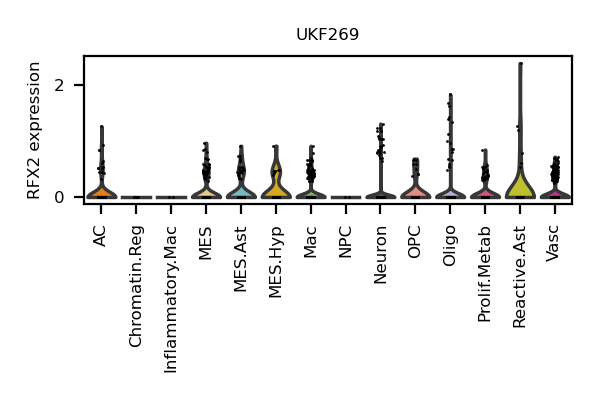 UKF269
RFX2 expression
2
0
AC
Chromatin.Reg
Inflammatory.Mac
MES
MES.Ast
MES.Hyp
Mac
NPC
Neuron
OPC
Oligo
Prolif.Metab
Reactive.Ast
Vasc